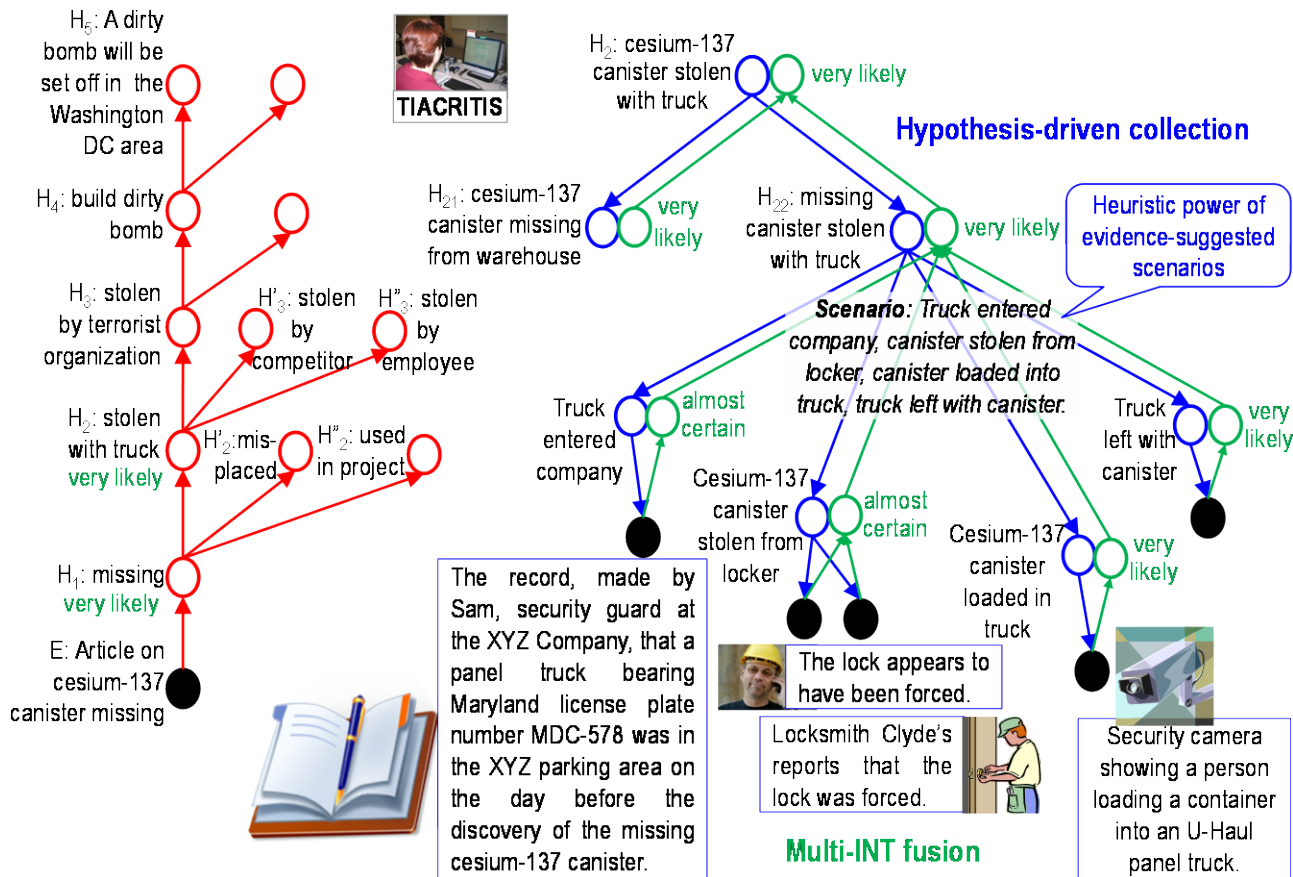 H₅: A dirty
bomb will be
set off in the
Washington
DC area
TIACRITIS
H₄: build dirty
bomb
H₃: stolen
by terrorist
organization
H'₃: stolen
by
competitor
H"₃: stolen
by
employee
H₂: stolen
with truck
very likely
H'₂:mis-
placed
H"₂: used
in project
H₁: missing
very likely
E: Article on
cesium-137
canister missing
H₂: cesium-137
canister stolen
with truck
very likely
Hypothesis-driven collection
H₂₁: cesium-137
canister missing
from warehouse
very
likely
H₂₂: missing
canister stolen
with truck
very likely
Heuristic power of
evidence-suggested
scenarios
Scenario: Truck entered
company, canister stolen from
locker, canister loaded into
truck, truck left with canister.
Truck
entered
company
almost
certain
Cesium-137
canister
stolen from
locker
almost
certain
Cesium-137
canister
loaded in
truck
very
likely
Truck
left with
canister
very
likely
The record, made by
Sam, security guard at
the XYZ Company, that a
panel truck bearing
Maryland license plate
number MDC-578 was in
the XYZ parking area on
the day before the
discovery of the missing
cesium-137 canister.
The lock appears to
have been forced.
Locksmith Clyde's
reports that the
lock was forced.
Security camera
showing a person
loading a container
into an U-Haul
panel truck.
Multi-INT fusion